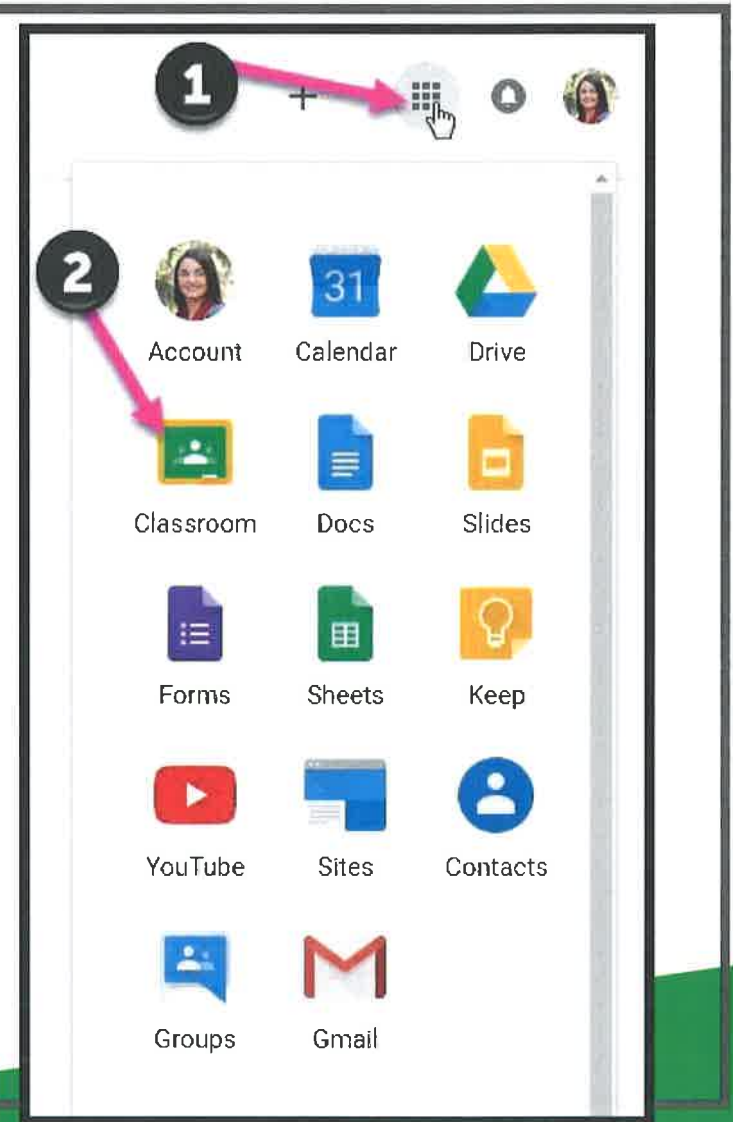 1
2
31
Account Calendar Drive
Classroom Docs Slides
Forms Sheets Keep
YouTube Sites Contacts
Groups Gmail